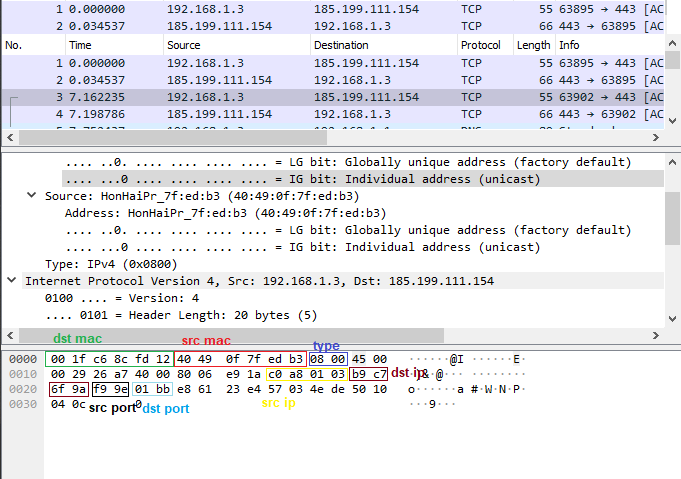 1 0.000000 192.168.1.3 185.199.111.154 TCP 55 63895 → 443 [AC
2 0.034537 185.199.111.154 192.168.1.3 TCP 66 443 → 63895 [AC
No. Time Source Destination Protocol Length Info
1 0.000000 192.168.1.3 185.199.111.154 TCP 55 63895 → 443 [AC
2 0.034537 185.199.111.154 192.168.1.3 TCP 66 443 → 63895 [AC
3 7.162235 192.168.1.3 185.199.111.154 TCP 55 63902 → 443 [AC
4 7.198786 185.199.111.154 192.168.1.3 TCP 66 443 → 63902 [AC
.... ..0. .... .... .... .... = LG bit: Globally unique address (factory default)
.... ...0 .... .... .... .... = IG bit: Individual address (unicast)
Source: HonHaiPr_7f:ed:b3 (40:49:0f:7f:ed:b3)
Address: HonHaiPr_7f:ed:b3 (40:49:0f:7f:ed:b3)
.... ..0. .... .... .... .... = LG bit: Globally unique address (factory default)
.... ...0 .... .... .... .... = IG bit: Individual address (unicast)
Type: IPv4 (0x0800)
Internet Protocol Version 4, Src: 192.168.1.3, Dst: 185.199.111.154
0100 .... = Version: 4
.... 0101 = Header Length: 20 bytes (5)
dst mac src mac type
0000 00 1f c6 8c fd 12 40 49 0f 7f ed b3 08 00 45 00 ······@I ······E·
0010 00 29 26 a7 40 00 80 06 e9 1a c0 a8 01 03 b9 c7 dst ip ·)&·@···
0020 6f 9a f9 9e 01 bb e8 61 23 e4 57 03 4e de 50 10 o······a #·W·N·P·
0030 04 0c 0 ···9···
src port dst port src ip